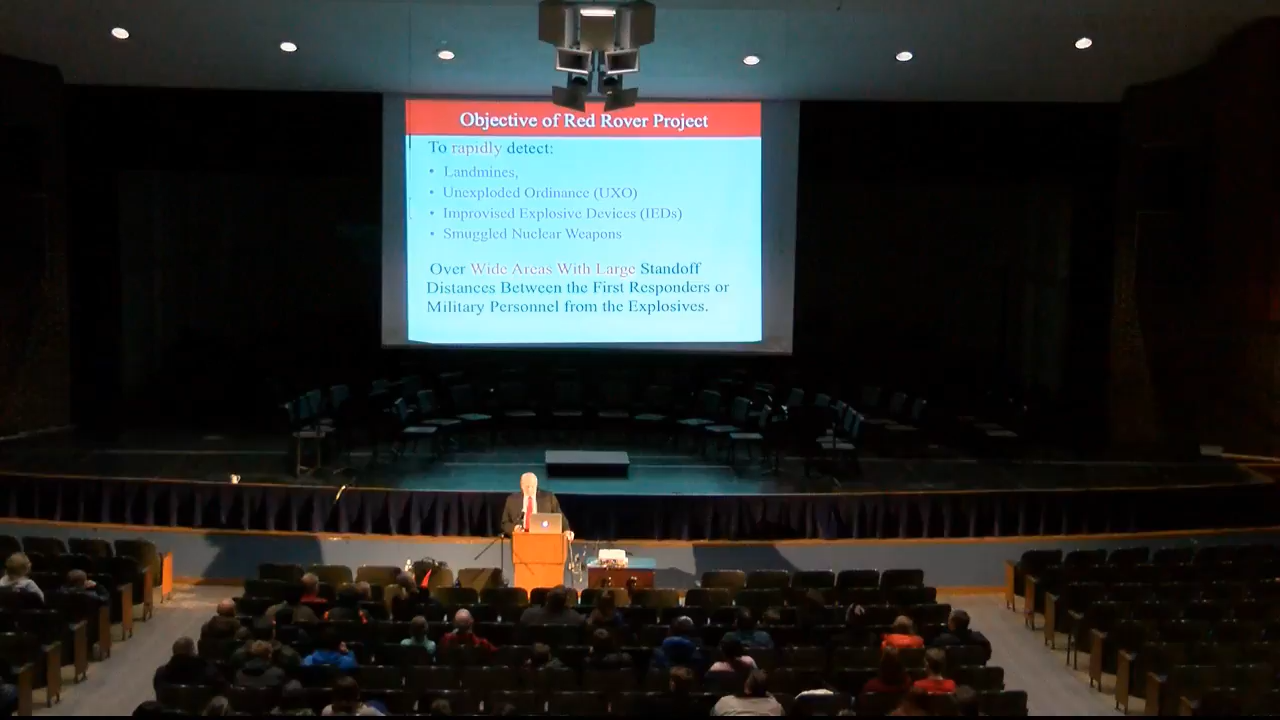 Objective of Red Rover Project
To rapidly detect:
• Landmines,
• Unexploded Ordinance (UXO)
• Improvised Explosive Devices (IEDs)
• Smuggled Nuclear Weapons
Over Wide Areas With Large Standoff
Distances Between the First Responders or
Military Personnel from the Explosives.